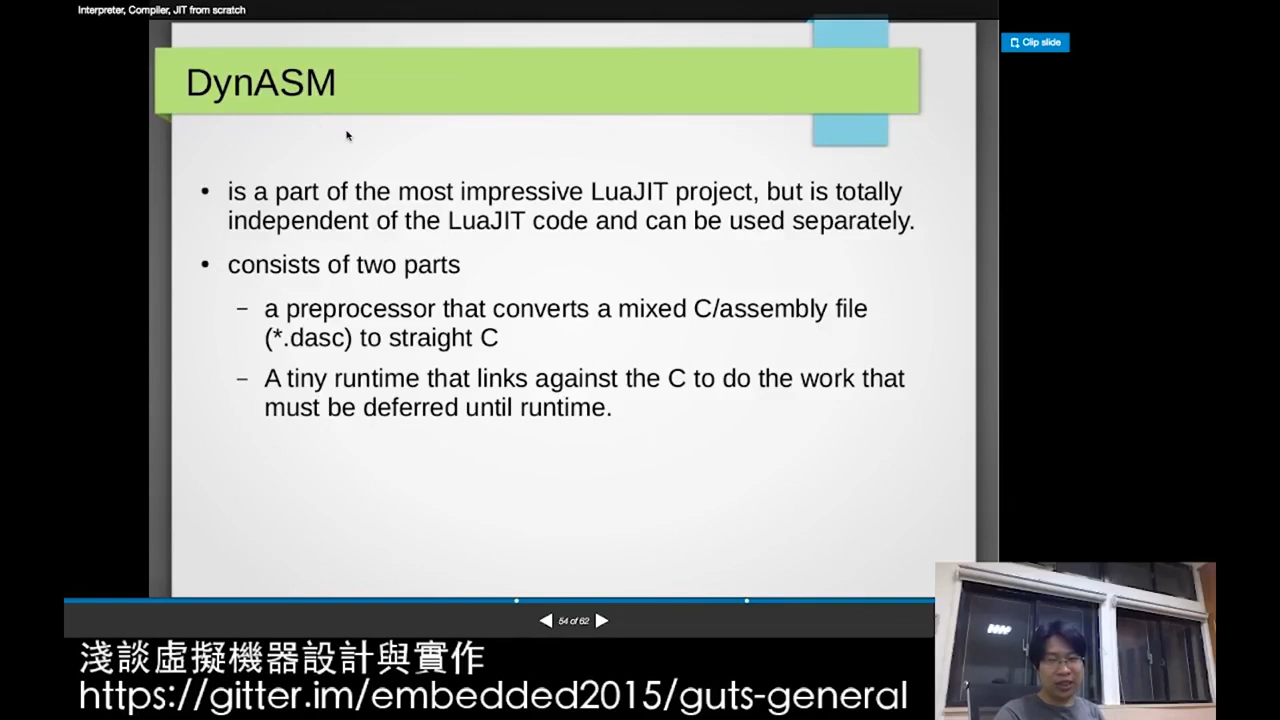 Interpreter, Compiler, JIT from scratch
Clip slide
DynASM
• is a part of the most impressive LuaJIT project, but is totally
independent of the LuaJIT code and can be used separately.
• consists of two parts
– a preprocessor that converts a mixed C/assembly file
(*.dasc) to straight C
– A tiny runtime that links against the C to do the work that
must be deferred until runtime.
54 of 62
淺談虛擬機器設計與實作
https://gitter.im/embedded2015/guts-general